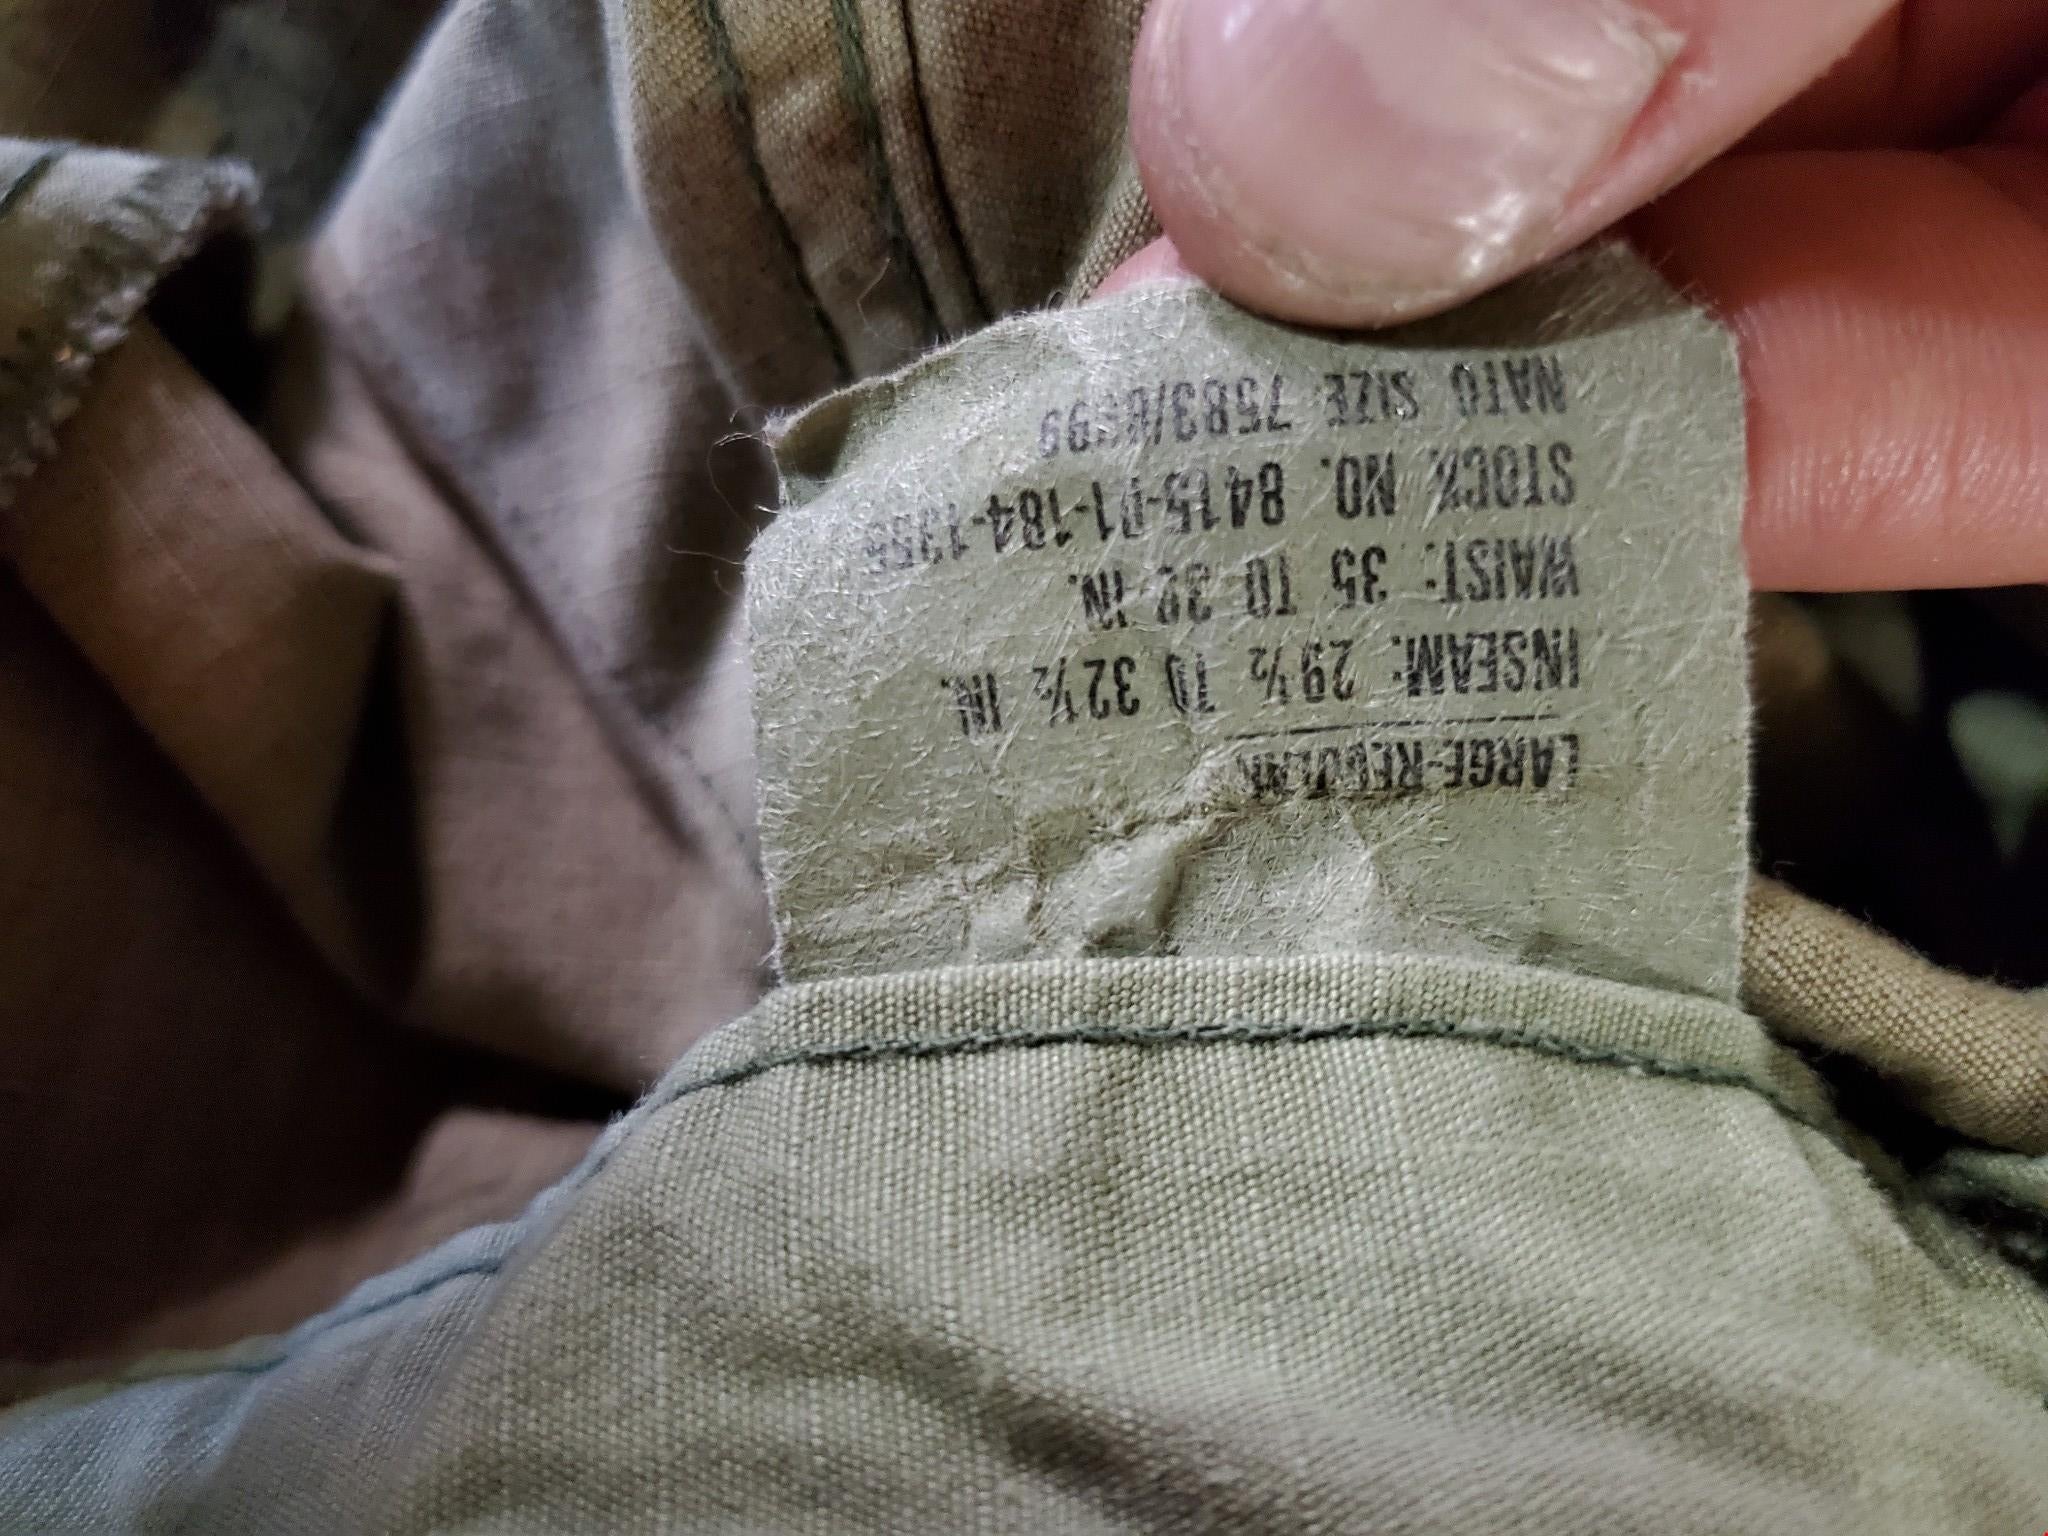 LARGE-REGULAR
INSEAM: 29½ TO 32½ IN.
WAIST: 35 TO 39 IN.
STOCK NO. 8415-01-184-1356
NATO SIZE 7583/8999